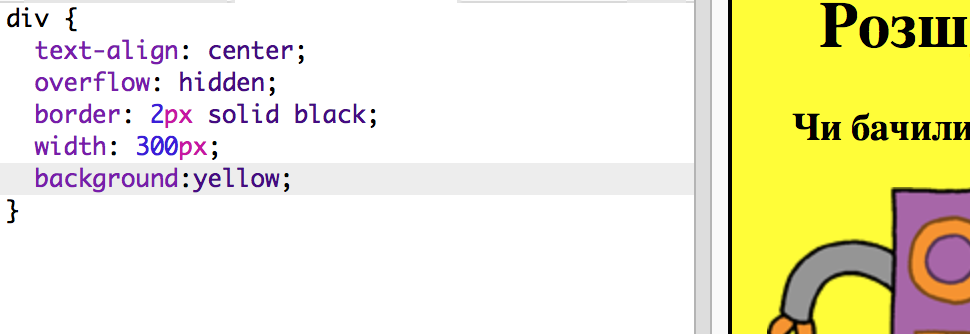 div {
text-align: center;
overflow: hidden;
border: 2px solid black;
width: 300px;
background:yellow;
}
Розш
Чи бачили